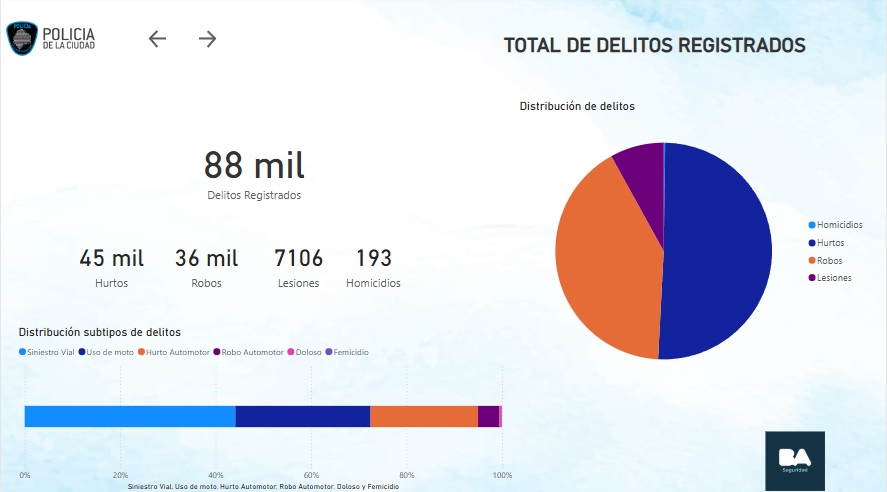 POLICIA
POLICIA
DE LA CIUDAD
TOTAL DE DELITOS REGISTRADOS
Distribución de delitos
88 mil
Delitos Registrados
45 mil
Hurtos
36 mil
Robos
7106
Lesiones
193
Homicidios
Homicidios
Hurtos
Robos
Lesiones
Distribución subtipos de delitos
Siniestro Vial Uso de moto Hurto Automotor Robo Automotor Doloso Femicidio
0% 20% 40% 60% 80% 100%
Siniestro Vial, Uso de moto, Hurto Automotor, Robo Automotor, Doloso y Femicidio
BA
Seguridad